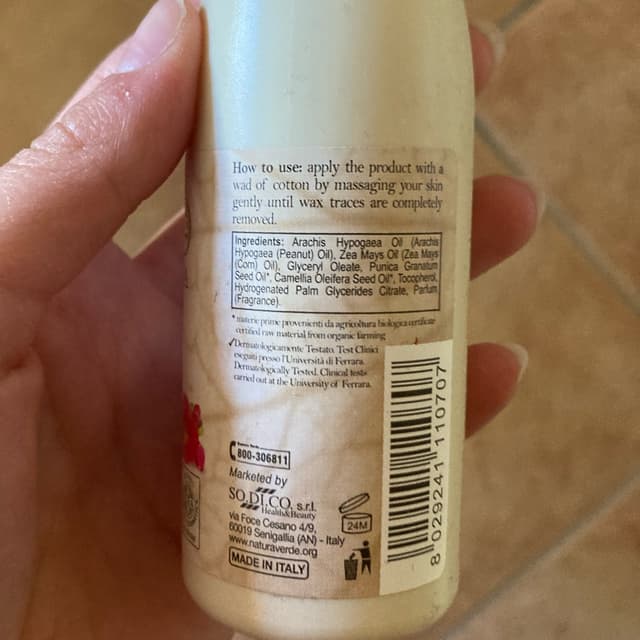 How to use: apply the product with a
wad of cotton by massaging your skin
gently until wax traces are completely
removed.
Ingredients: Arachis Hypogaea Oil (Arachis
Hypogaea (Peanut) Oil), Zea Mays Oil (Zea Mays
(Corn) Oil), Glyceryl Oleate, Punica Granatum
Seed Oil*, Camellia Oleifera Seed Oil*, Tocopherol,
Hydrogenated Palm Glycerides Citrate, Parfum
(Fragrance).
* materie prime provenienti da agricoltura biologica certificate
certified raw material from organic farming
Dermatologicamente Testato. Test Clinici
eseguiti presso l'Università di Ferrara.
Dermatologically Tested. Clinical tests
carried out at the University of Ferrara.
800-306811
Marketed by
SO.DI.CO. s.r.l.
Health&Beauty
via Foce Cesano 4/9,
60019 Senigallia (AN) - Italy
www.naturaverde.org
MADE IN ITALY
24M
8 029241 110707